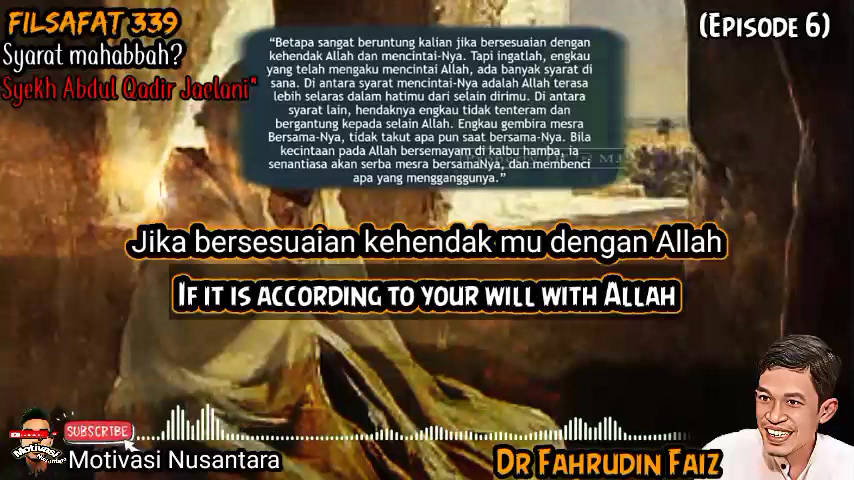 FILSAFAT 339
Syarat mahabbah?
Syekh Abdul Qadir Jaelani"
(EPISODE 6)
“Betapa sangat beruntung kalian jika bersesuaian dengan
kehendak Allah dan mencintai-Nya. Tapi ingatlah, engkau
yang telah mengaku mencintai Allah, ada banyak syarat di
sana. Di antara syarat mencintai-Nya adalah Allah terasa
lebih selaras dalam hatimu dari selain dirimu. Di antara
syarat lain, hendaknya engkau tidak tenteram dan
bergantung kepada selain Allah. Engkau gembira mesra
Bersama-Nya, tidak takut apa pun saat bersama-Nya. Bila
kecintaan pada Allah bersemayam di kalbu hamba, ia
senantiasa akan serba mesra bersamaNya, dan membenci
apa yang mengganggunya.”
Jika bersesuaian kehendak mu dengan Allah
IF IT IS ACCORDING TO YOUR WILL WITH ALLAH
SUBSCRIBE
Motivasi
Motivasi Nusantara
DR FAHRUDIN FAIZ